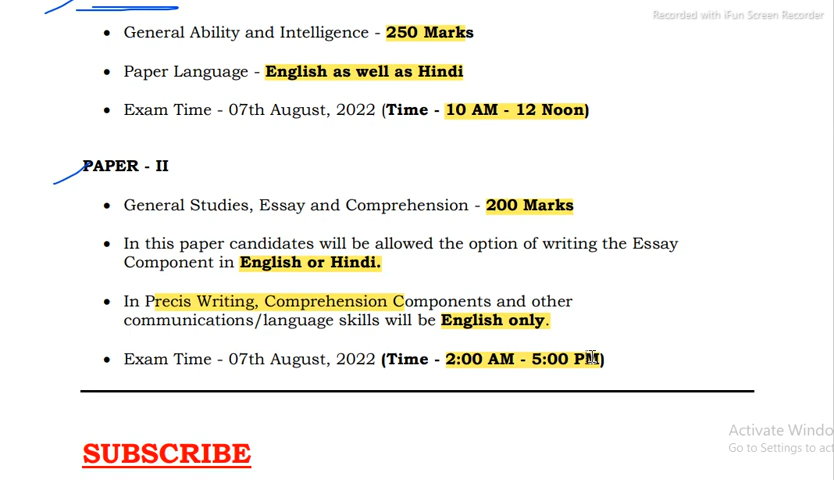 Recorded with iFun Screen Recorder
• General Ability and Intelligence - 250 Marks
• Paper Language - English as well as Hindi
• Exam Time - 07th August, 2022 (Time - 10 AM - 12 Noon)
PAPER - II
• General Studies, Essay and Comprehension - 200 Marks
• In this paper candidates will be allowed the option of writing the Essay
Component in English or Hindi.
• In Precis Writing, Comprehension Components and other
communications/language skills will be English only.
• Exam Time - 07th August, 2022 (Time - 2:00 AM - 5:00 PM)
Activate Windo
Go to Settings to act
SUBSCRIBE